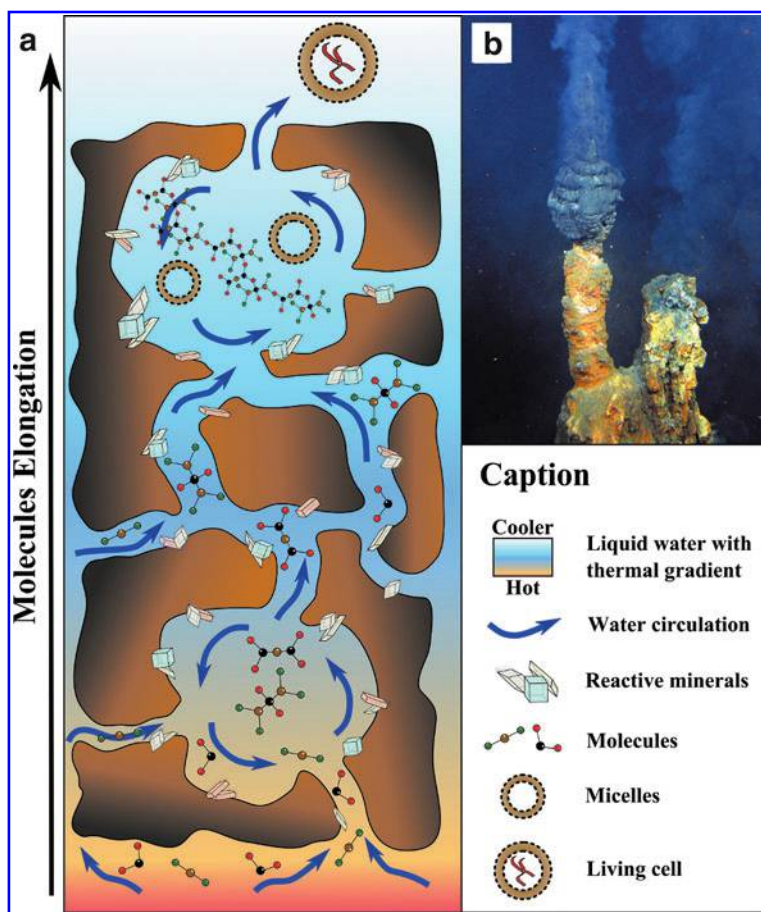 a
Molecules Elongation
b
Caption
Cooler
Hot
Liquid water with
thermal gradient
Water circulation
Reactive minerals
Molecules
Micelles
Living cell